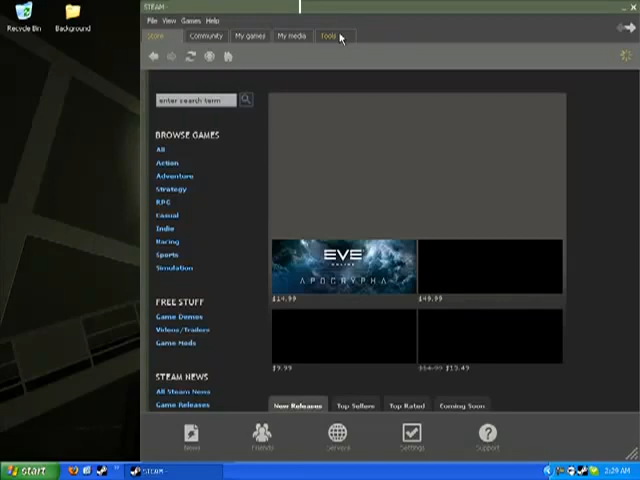 Recycle Bin
Background
STEAM -
File View Games Help
Store Community My games My media Tools
enter search term
BROWSE GAMES
All
Action
Adventure
Strategy
RPG
Casual
Indie
Racing
Sports
Simulation
EVE
ONLINE
APOCRYPHA
$14.99
$49.99
$9.99
$13.49
FREE STUFF
Game Demos
Videos/Trailers
Game Mods
STEAM NEWS
All Steam News
Game Releases
New Releases Top Sellers Top Rated Coming Soon
News Friends Servers Settings Support
start
STEAM -
2:29 AM